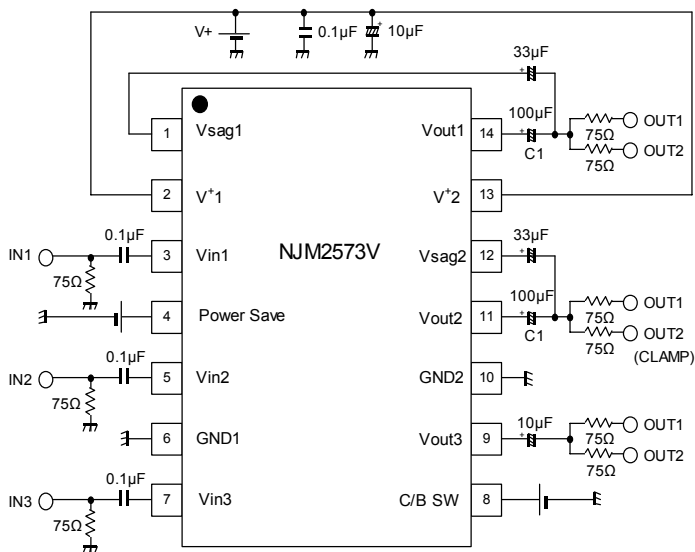 V+
0.1µF
10µF
33µF
100µF
C1
75Ω
OUT1
75Ω
OUT2
1
Vsag1
Vout1
14
2
V+1
V+2
13
NJM2573V
IN1
75Ω
0.1µF
3
Vin1
Vsag2
12
33µF
4
Power Save
Vout2
11
100µF
C1
75Ω
OUT1
75Ω
OUT2
(CLAMP)
IN2
75Ω
0.1µF
5
Vin2
GND2
10
6
GND1
Vout3
9
10µF
75Ω
OUT1
75Ω
OUT2
IN3
75Ω
0.1µF
7
Vin3
C/B SW
8